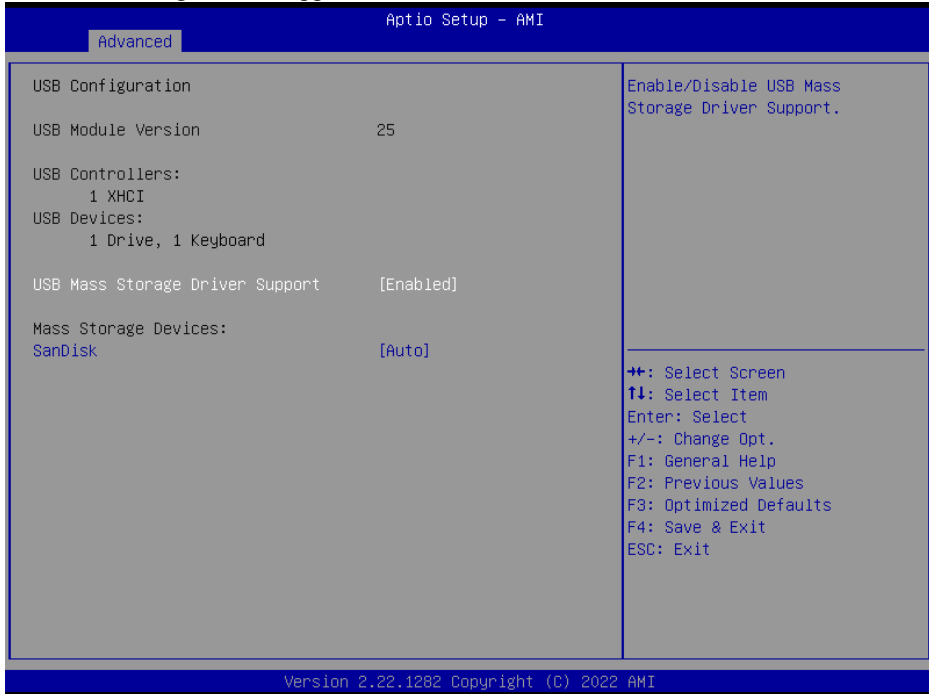 Aptio Setup – AMI
Advanced
USB Configuration
USB Module Version 25
USB Controllers:
1 XHCI
USB Devices:
1 Drive, 1 Keyboard
USB Mass Storage Driver Support [Enabled]
Mass Storage Devices:
SanDisk [Auto]
Enable/Disable USB Mass
Storage Driver Support.
→←: Select Screen
↑↓: Select Item
Enter: Select
+/-: Change Opt.
F1: General Help
F2: Previous Values
F3: Optimized Defaults
F4: Save & Exit
ESC: Exit
Version 2.22.1282 Copyright (C) 2022 AMI